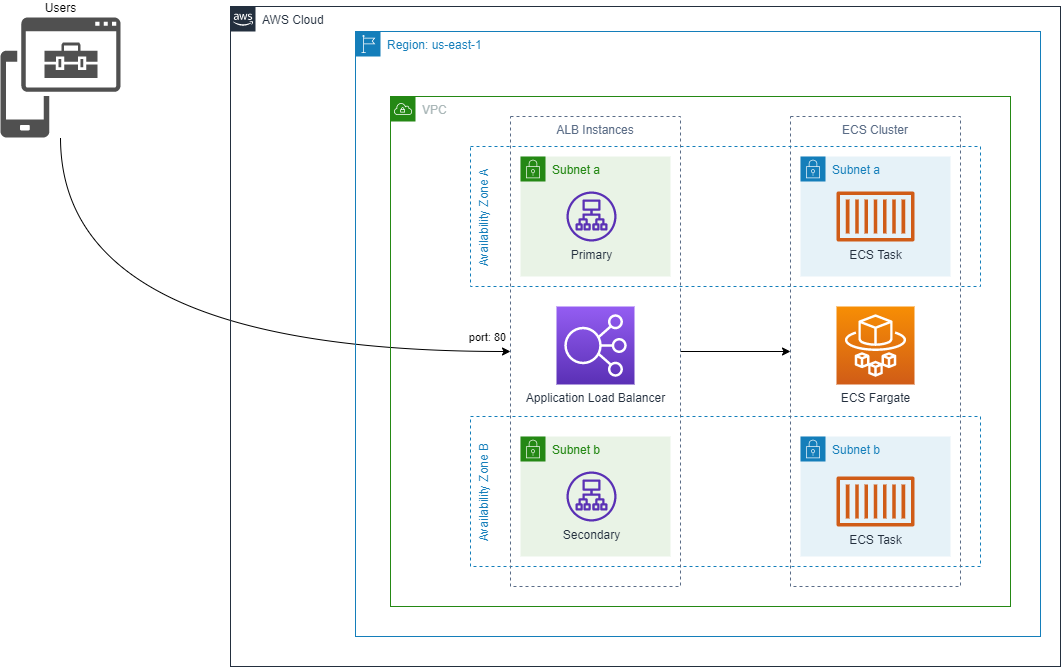 Users
aws
AWS Cloud
Region: us-east-1
VPC
ALB Instances
ECS Cluster
Availability Zone A
Subnet a
Primary
Subnet a
ECS Task
port: 80
Application Load Balancer
ECS Fargate
Availability Zone B
Subnet b
Secondary
Subnet b
ECS Task